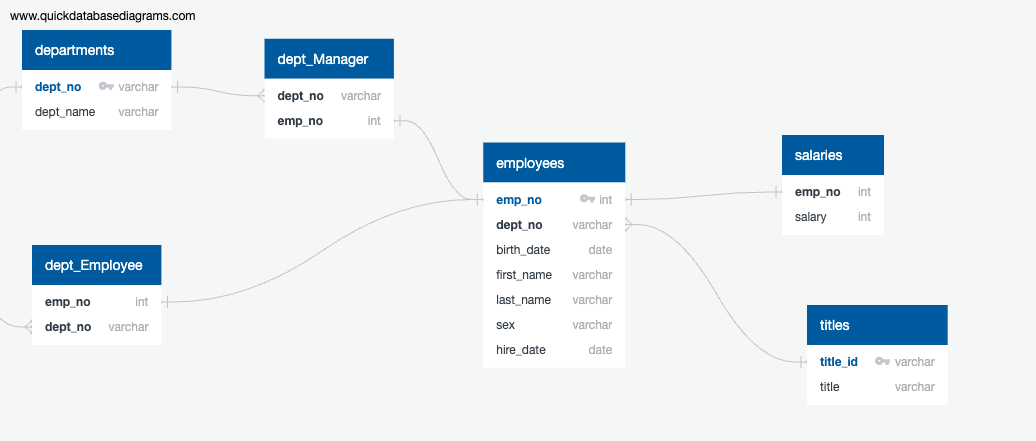 www.quickdatabasediagrams.com
departments
dept_no varchar
dept_name varchar
dept_Manager
dept_no varchar
emp_no int
employees
emp_no int
dept_no varchar
birth_date date
first_name varchar
last_name varchar
sex varchar
hire_date date
salaries
emp_no int
salary int
dept_Employee
emp_no int
dept_no varchar
titles
title_id varchar
title varchar